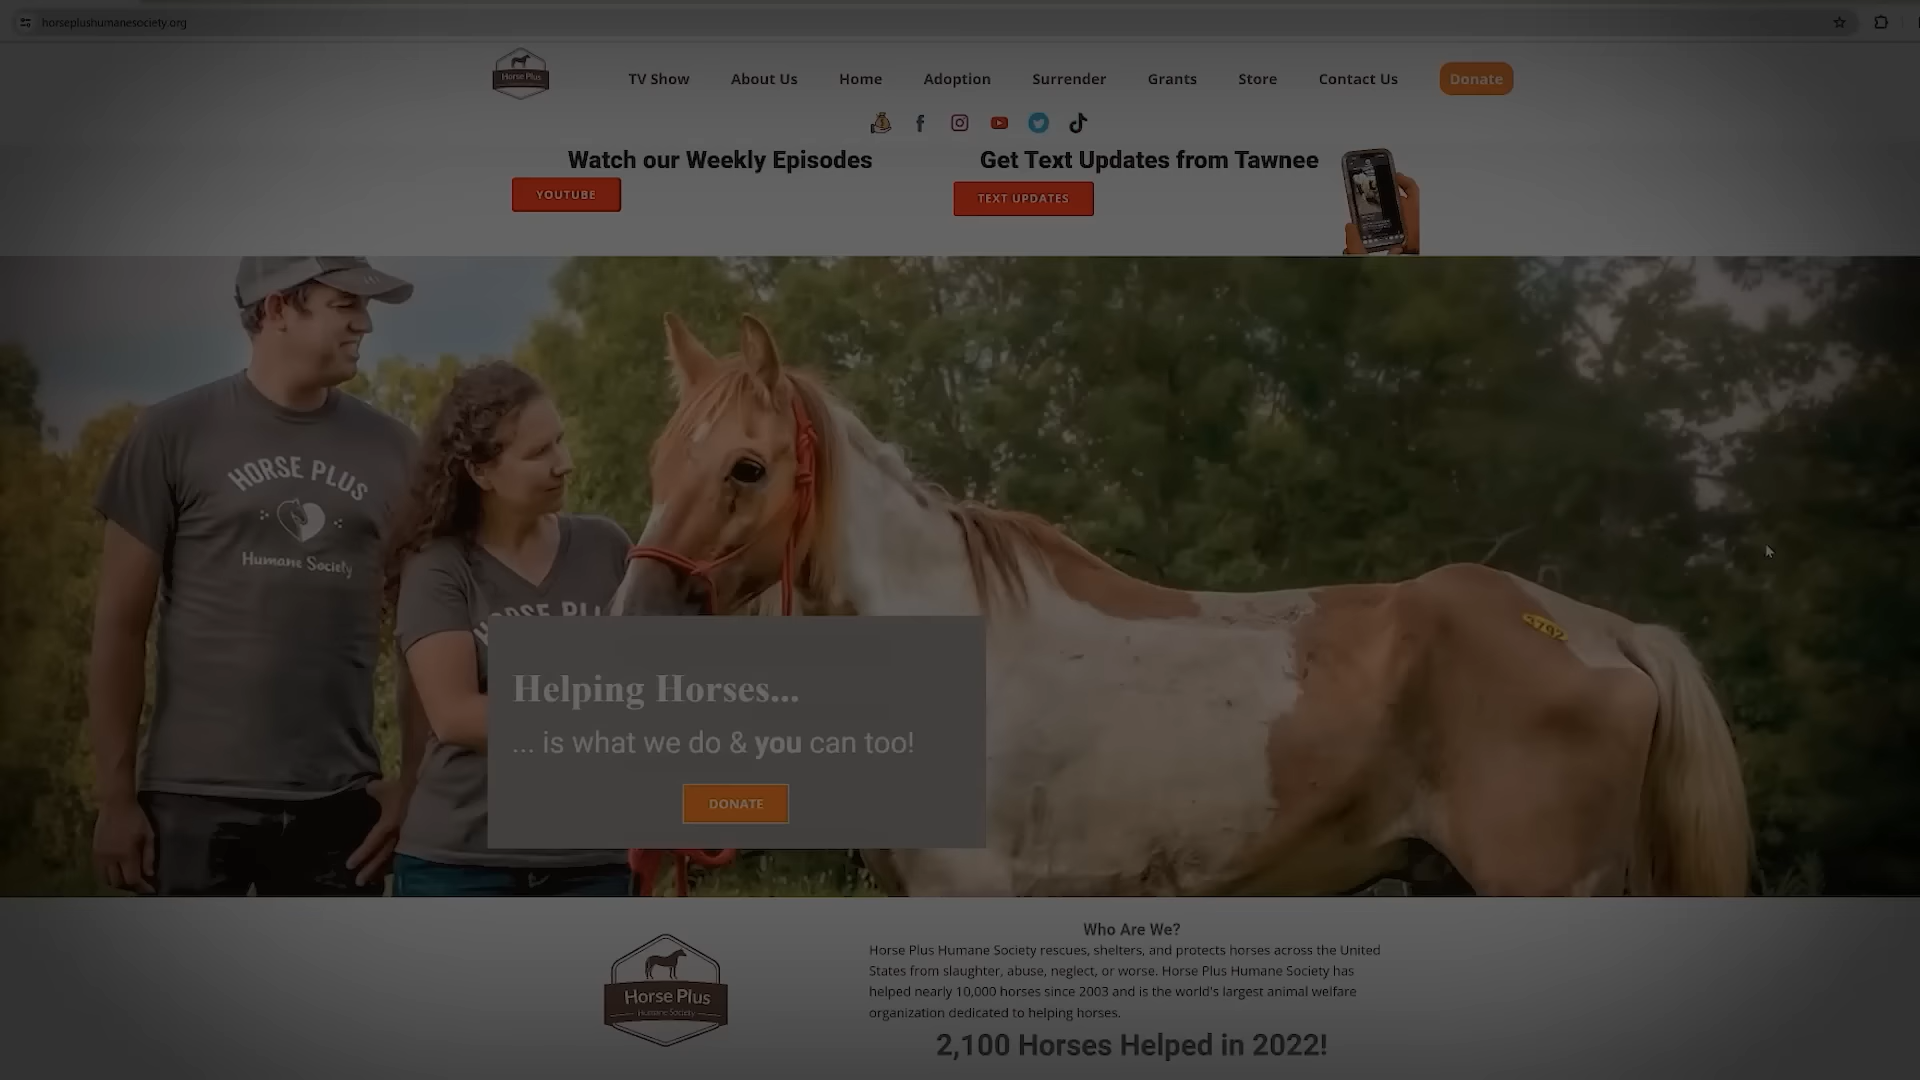 horseplushumanesociety.org
Horse Plus
TV Show
About Us
Home
Adoption
Surrender
Grants
Store
Contact Us
Donate
Watch our Weekly Episodes
Get Text Updates from Tawnee
YOUTUBE
TEXT UPDATES
HORSE PLUS
Humane Society
HORSE PLU
3792
Helping Horses...
... is what we do & you can too!
DONATE
Horse Plus
Humane Society
Who Are We?
Horse Plus Humane Society rescues, shelters, and protects horses across the United
States from slaughter, abuse, neglect, or worse. Horse Plus Humane Society has
helped nearly 10,000 horses since 2003 and is the world's largest animal welfare
organization dedicated to helping horses.
2,100 Horses Helped in 2022!